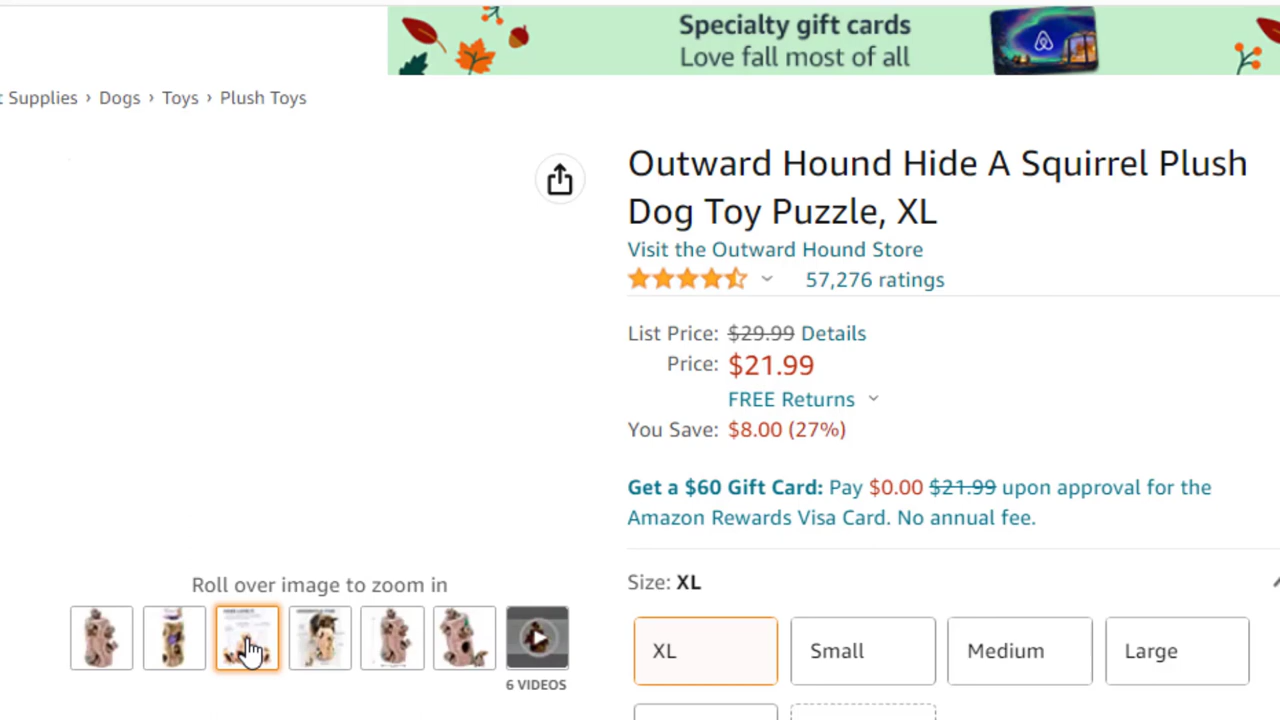 Specialty gift cards
Love fall most of all
Supplies › Dogs › Toys › Plush Toys
Outward Hound Hide A Squirrel Plush
Dog Toy Puzzle, XL
Visit the Outward Hound Store
57,276 ratings
List Price: $29.99 Details
Price: $21.99
FREE Returns
You Save: $8.00 (27%)
Get a $60 Gift Card: Pay $0.00 $21.99 upon approval for the
Amazon Rewards Visa Card. No annual fee.
Roll over image to zoom in
6 VIDEOS
Size: XL
XL
Small
Medium
Large